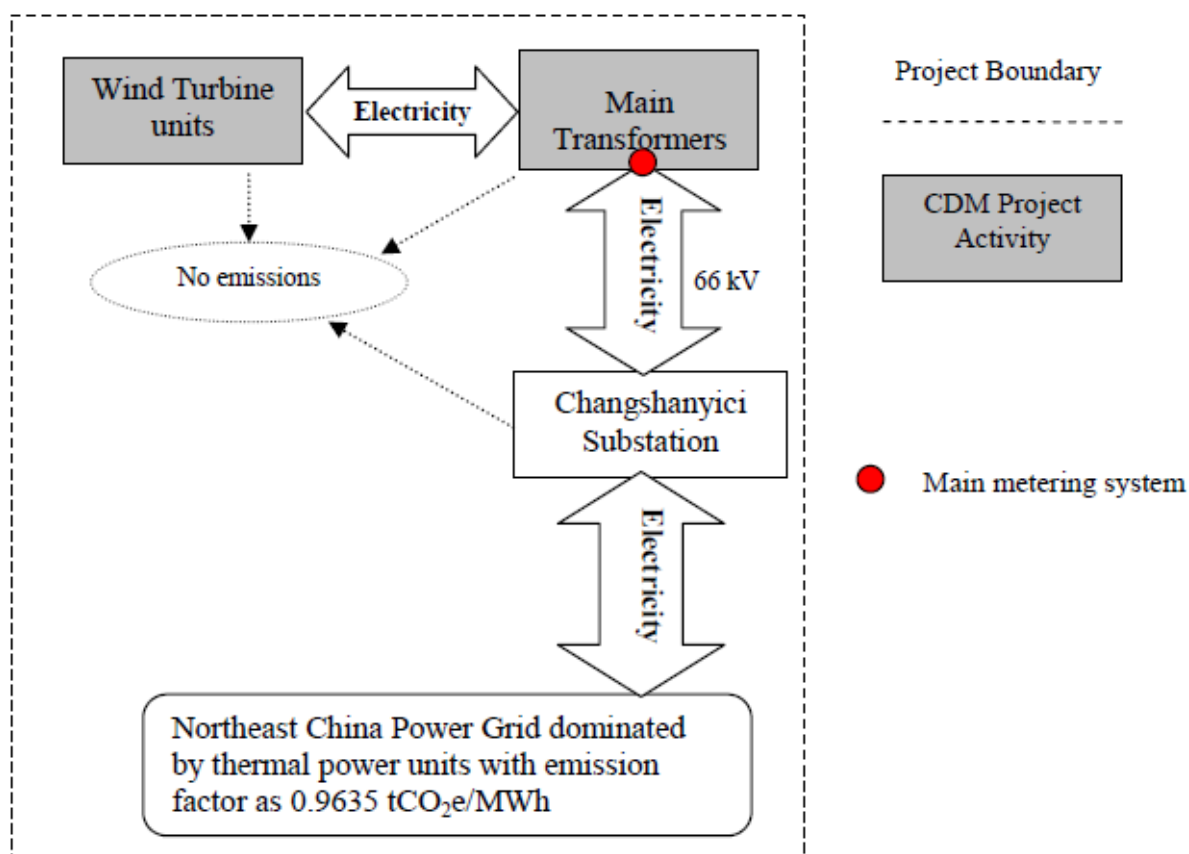 Wind Turbine
units
Electricity
Main
Transformers
Project Boundary
CDM Project
Activity
No emissions
Electricity
66 kV
Changshanyici
Substation
Main metering system
Electricity
Northeast China Power Grid dominated
by thermal power units with emission
factor as 0.9635 tCO₂e/MWh